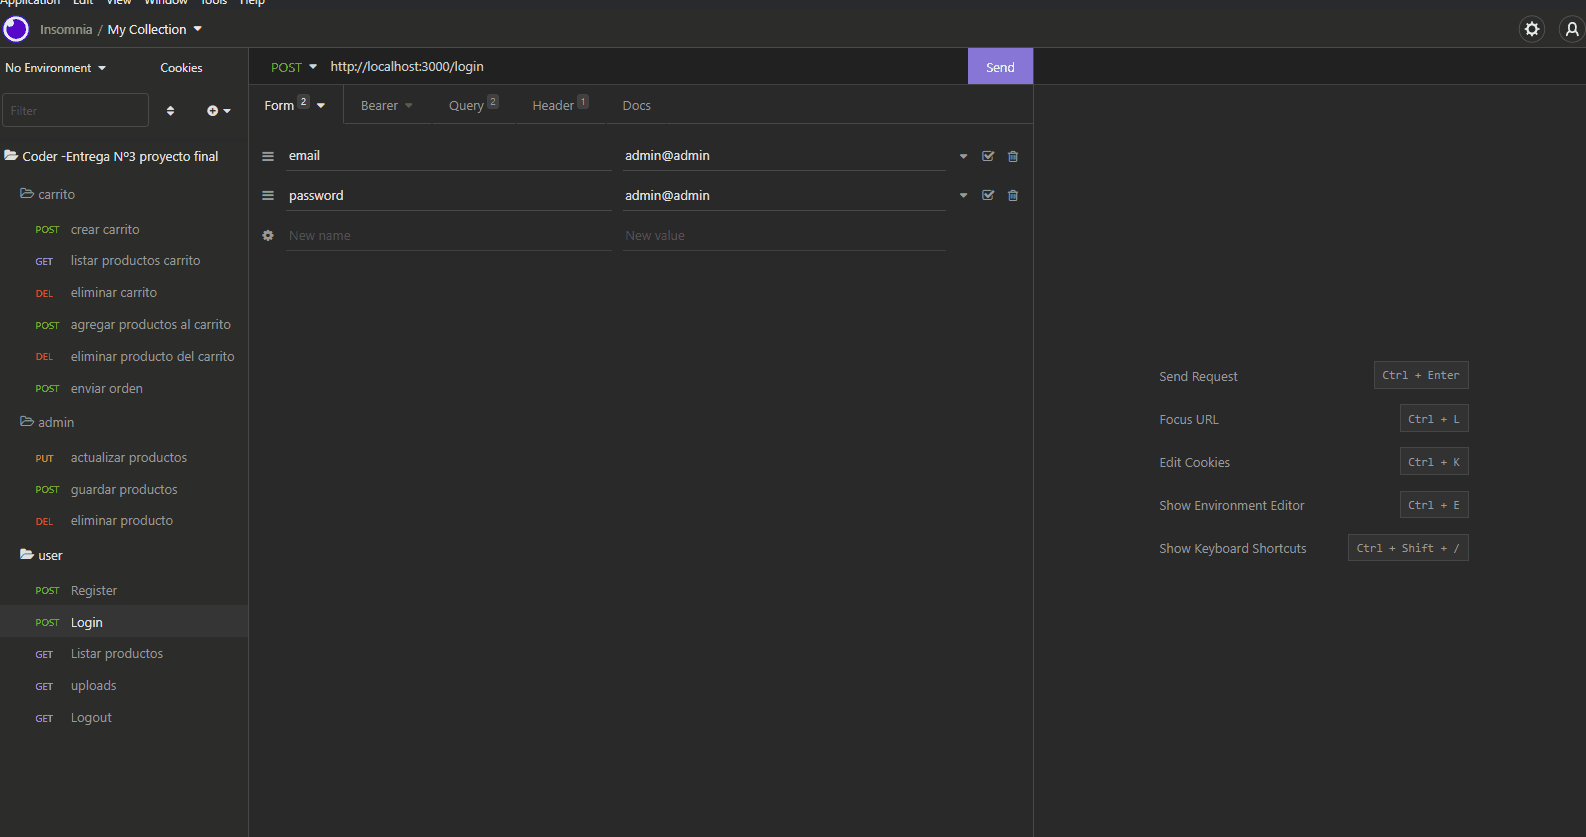 Application Edit View Window Tools Help
Insomnia / My Collection
No Environment Cookies
POST http://localhost:3000/login Send
Filter
Form 2 Bearer Query 2 Header 1 Docs
Coder -Entrega Nº3 proyecto final
carrito
POST crear carrito
GET listar productos carrito
DEL eliminar carrito
POST agregar productos al carrito
DEL eliminar producto del carrito
POST enviar orden
admin
PUT actualizar productos
POST guardar productos
DEL eliminar producto
user
POST Register
POST Login
GET Listar productos
GET uploads
GET Logout
email admin@admin
password admin@admin
New name New value
Send Request Ctrl + Enter
Focus URL Ctrl + L
Edit Cookies Ctrl + K
Show Environment Editor Ctrl + E
Show Keyboard Shortcuts Ctrl + Shift + /